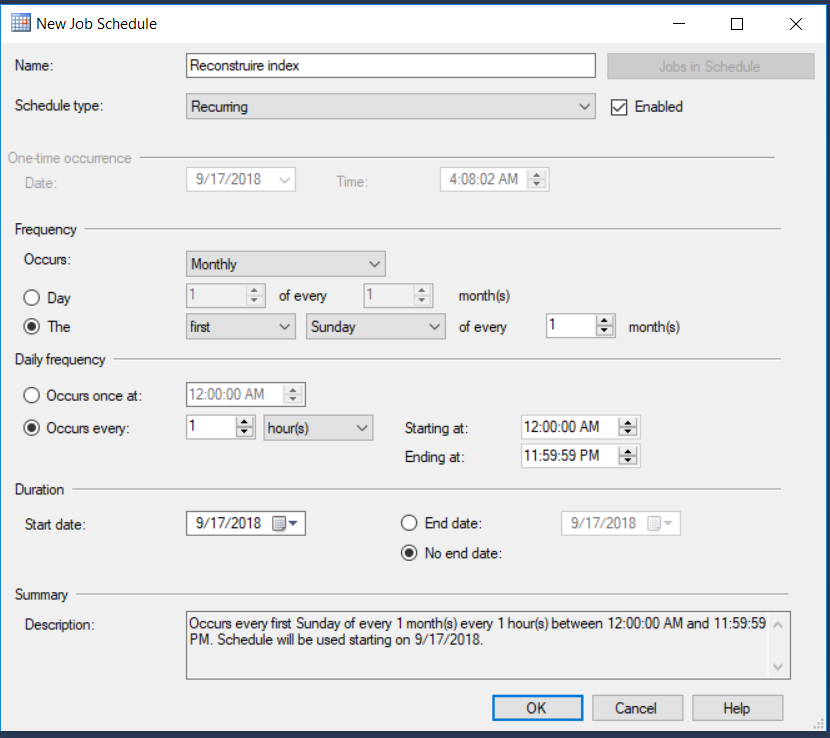 New Job Schedule
Name: Reconstruire index Jobs in Schedule
Schedule type: Recurring Enabled
One-time occurrence
Date: 9/17/2018 Time: 4:08:02 AM
Frequency
Occurs: Monthly
Day 1 of every 1 month(s)
The first Sunday of every 1 month(s)
Daily frequency
Occurs once at: 12:00:00 AM
Occurs every: 1 hour(s) Starting at: 12:00:00 AM
Ending at: 11:59:59 PM
Duration
Start date: 9/17/2018 End date: 9/17/2018
No end date:
Summary
Description: Occurs every first Sunday of every 1 month(s) every 1 hour(s) between 12:00:00 AM and 11:59:59
PM. Schedule will be used starting on 9/17/2018.
OK Cancel Help